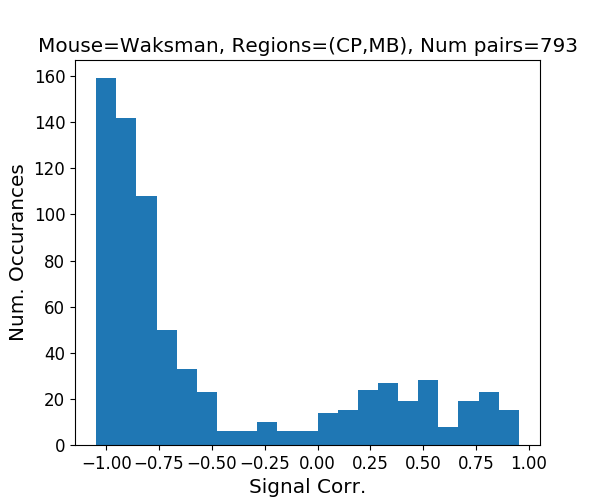 Mouse=Waksman, Regions=(CP,MB), Num pairs=793
160
140
120
100
80
60
40
20
0
Num. Occurances
−1.00 −0.75 −0.50 −0.25 0.00 0.25 0.50 0.75 1.00
Signal Corr.